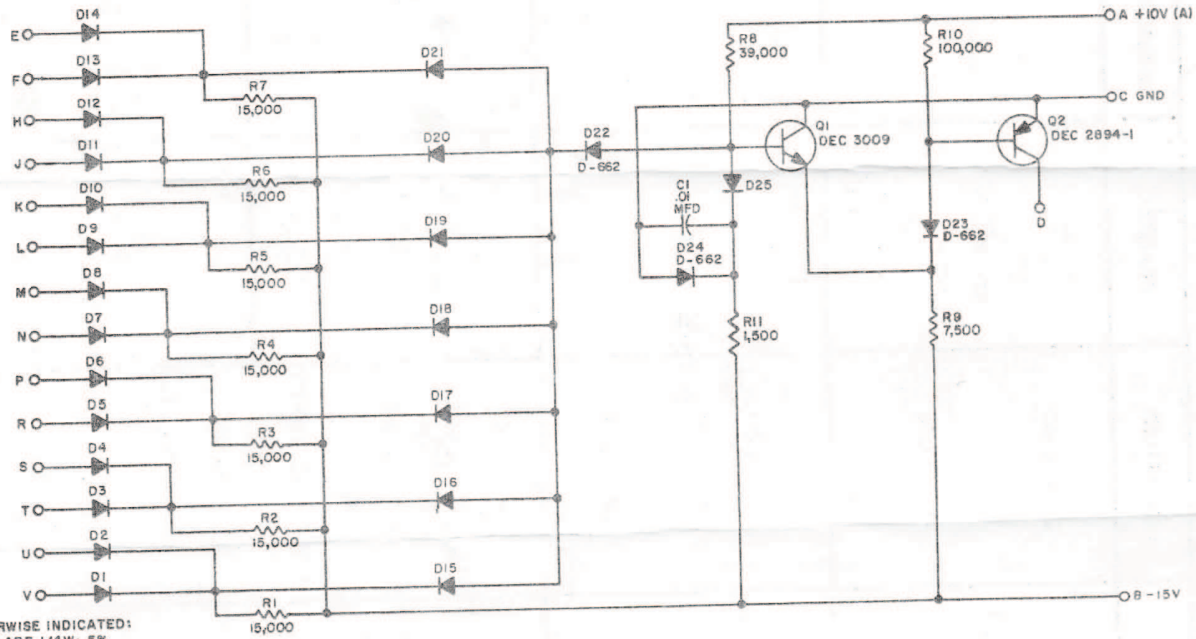 D14
E
D13
F
D12
H
D11
J
D10
K
D9
L
D8
M
D7
N
D6
P
D5
R
D4
S
D3
T
D2
U
D1
V
R7
15,000
R6
15,000
R5
15,000
R4
15,000
R3
15,000
R2
15,000
R1
15,000
D21
D20
D19
D18
D17
D16
D15
D22
D-662
R8
39,000
C1
.01
MFD
D24
D-662
D25
R11
1,500
Q1
DEC 3009
R10
100,000
Q2
DEC 2894-1
D
D23
D-662
R9
7,500
A +10V (A)
C GND
B -15V
RWISE INDICATED: